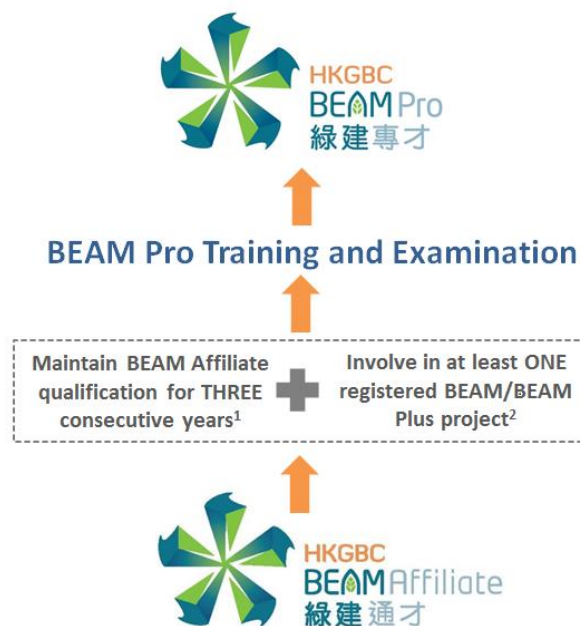 HKGBC
BEAM Pro
綠建專才
BEAM Pro Training and Examination
Maintain BEAM Affiliate
qualification for THREE
consecutive years1
Involve in at least ONE
registered BEAM/BEAM
Plus project2
HKGBC
BEAM Affiliate
綠建通才